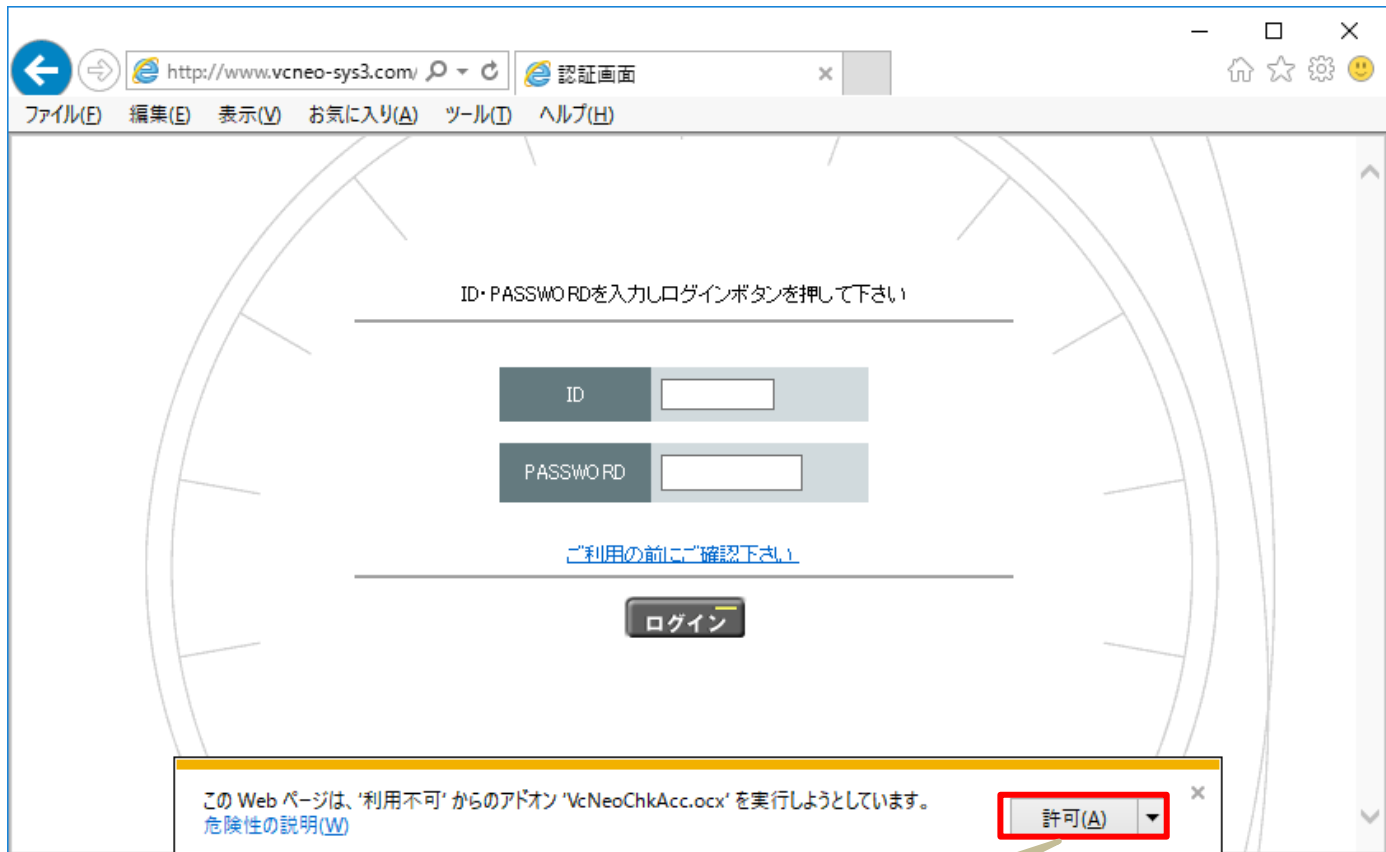 http://www.vcneo-sys3.com/
認証画面
ファイル(F) 編集(E) 表示(V) お気に入り(A) ツール(T) ヘルプ(H)
ID・PASSWORDを入力しログインボタンを押して下さい
ID
PASSWORD
ご利用の前にご確認下さい
ログイン
この Web ページは、'利用不可' からのアドオン 'VcNeoChkAcc.ocx' を実行しようとしています。
危険性の説明(W)
許可(A)